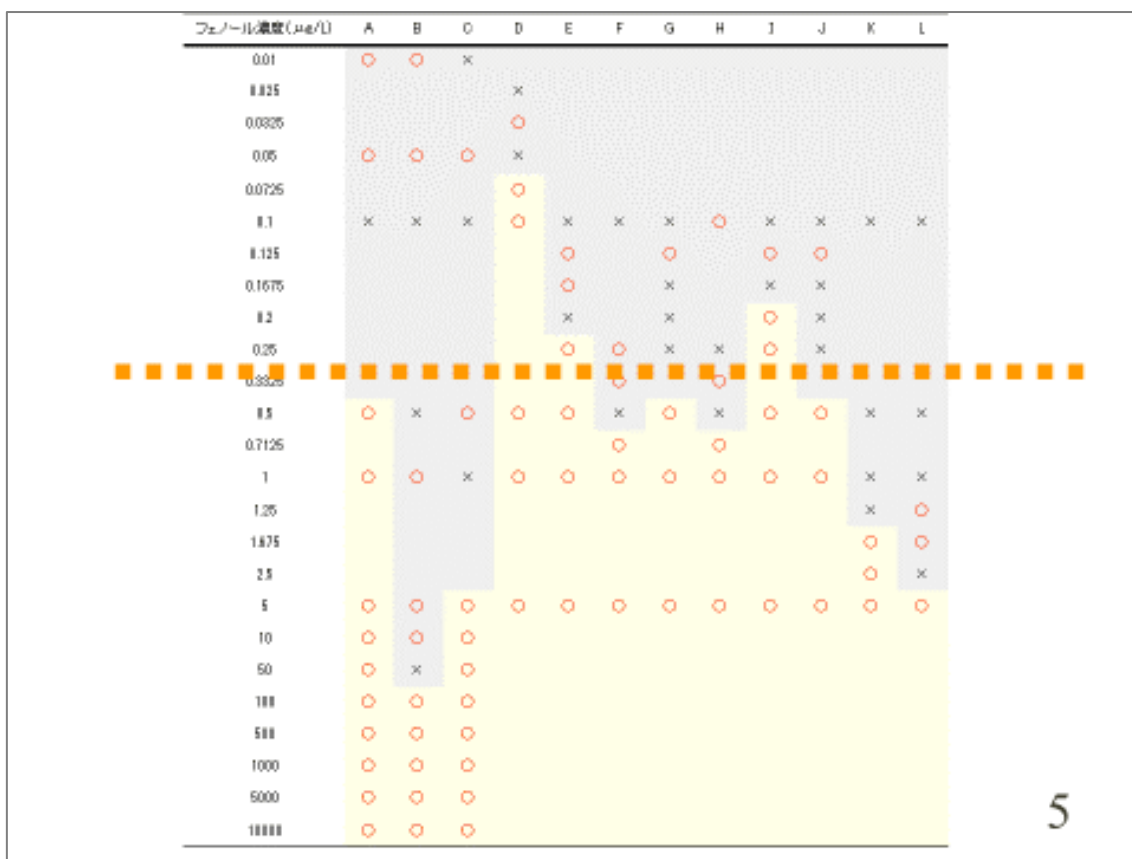 フェノール濃度(μg/L) A B C D E F G H I J K L
0.01 ○ ○ ×
0.025 ×
0.0325 ○
0.05 ○ ○ ○ ×
0.0725 ○
0.1 × × × ○ × × × ○ × × × ×
0.125 ○ ○ ○ ○
0.1675 ○ × × ×
0.2 × × ○ ×
0.25 ○ ○ × × ○ ×
0.3325 ○ ○
0.5 ○ × ○ ○ ○ × ○ × ○ ○ × ×
0.7125 ○ ○
1 ○ ○ × ○ ○ ○ ○ ○ ○ ○ × ×
1.25 × ○
1.675 ○ ○
2.5 ○ ×
5 ○ ○ ○ ○ ○ ○ ○ ○ ○ ○ ○ ○
10 ○ ○ ○
50 ○ × ○
100 ○ ○ ○
500 ○ ○ ○
1000 ○ ○ ○
5000 ○ ○ ○
10000 ○ ○ ○
5